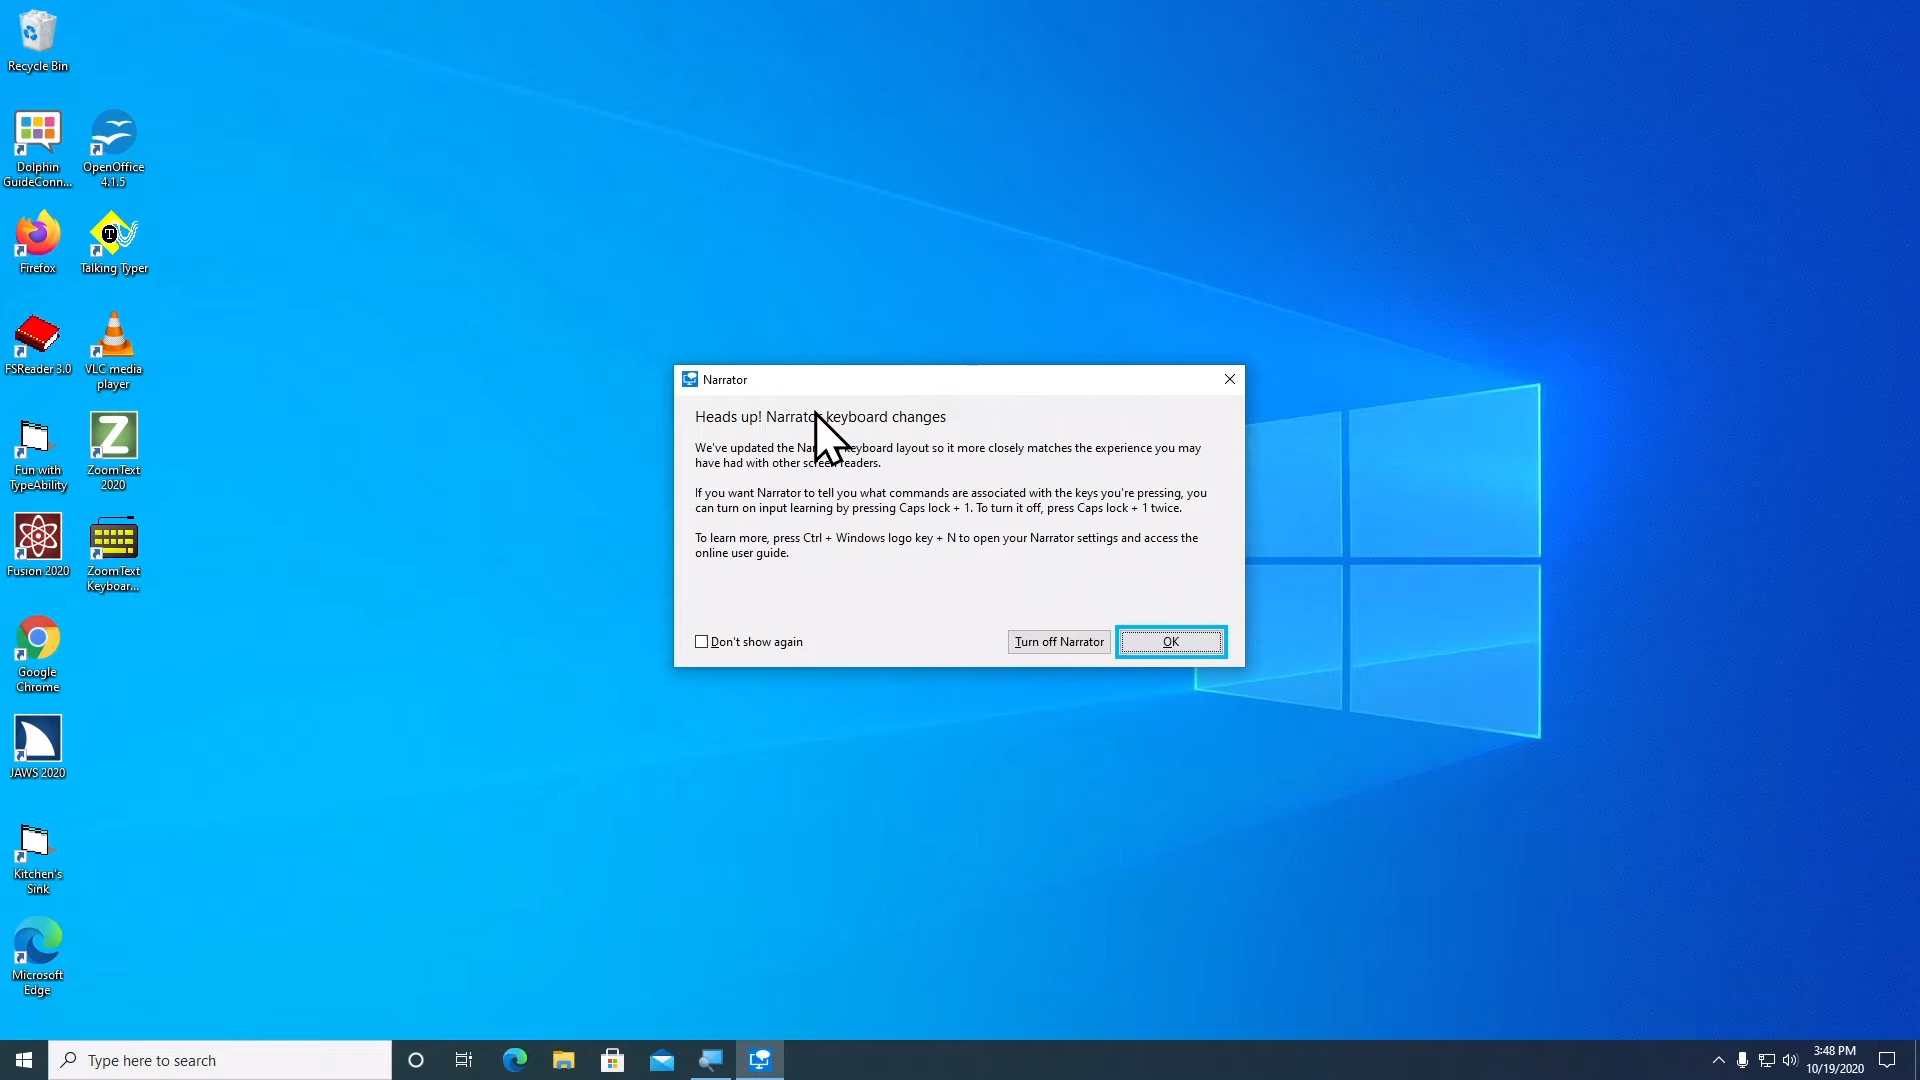 Recycle Bin
Dolphin
GuideConn...
OpenOffice
4.1.5
Firefox
Talking Typer
FSReader 3.0
VLC media
player
Fun with
TypeAbility
Z
ZoomText
2020
Fusion 2020
ZoomText
Keyboar...
Google
Chrome
JAWS 2020
Kitchen's
Sink
Microsoft
Edge
Narrator
Heads up! Narrator keyboard changes
We've updated the Narrator keyboard layout so it more closely matches the experience you may
have had with other screen readers.
If you want Narrator to tell you what commands are associated with the keys you're pressing, you
can turn on input learning by pressing Caps lock + 1. To turn it off, press Caps lock + 1 twice.
To learn more, press Ctrl + Windows logo key + N to open your Narrator settings and access the
online user guide.
Don't show again
Turn off Narrator
OK
Type here to search
3:48 PM
10/19/2020